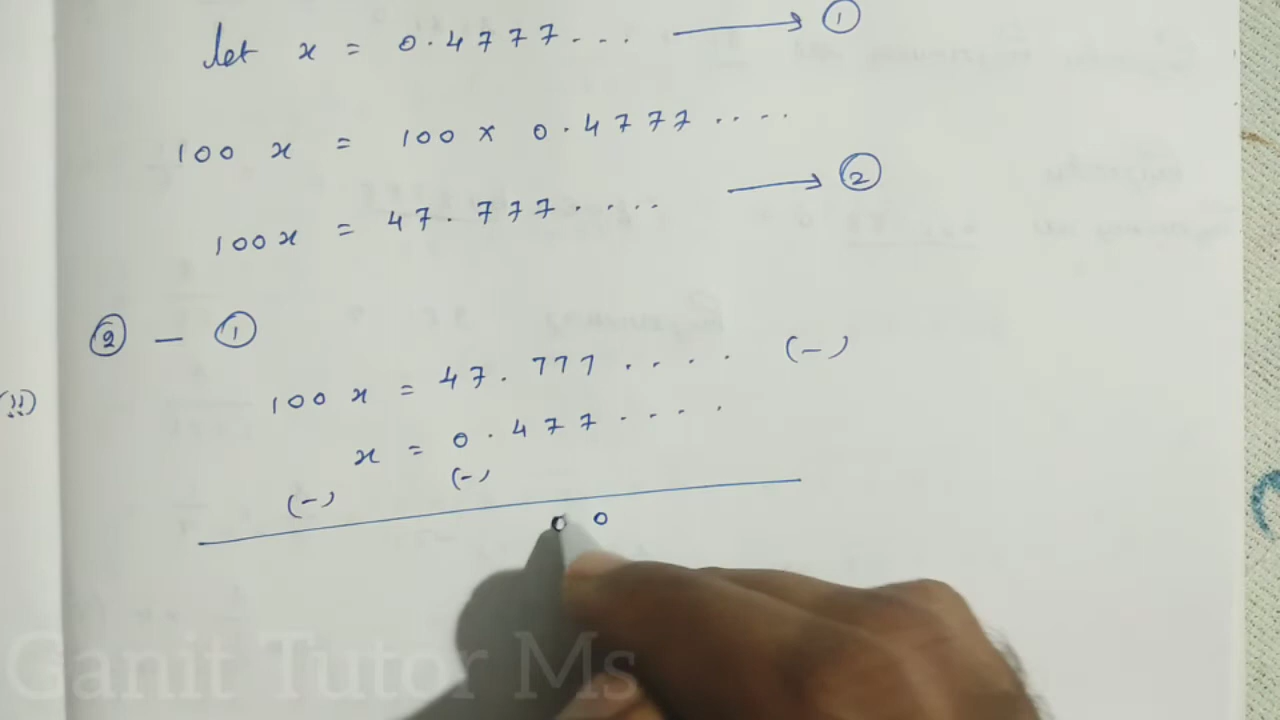 let x = 0.4777... ⟶ ①
100 x = 100 × 0.4777....
100x = 47.777.... ⟶ ②
② - ①
100 x = 47.777.... (-)
x = 0.477....
(-) (-)
0 0
Ganit Tutor Ms